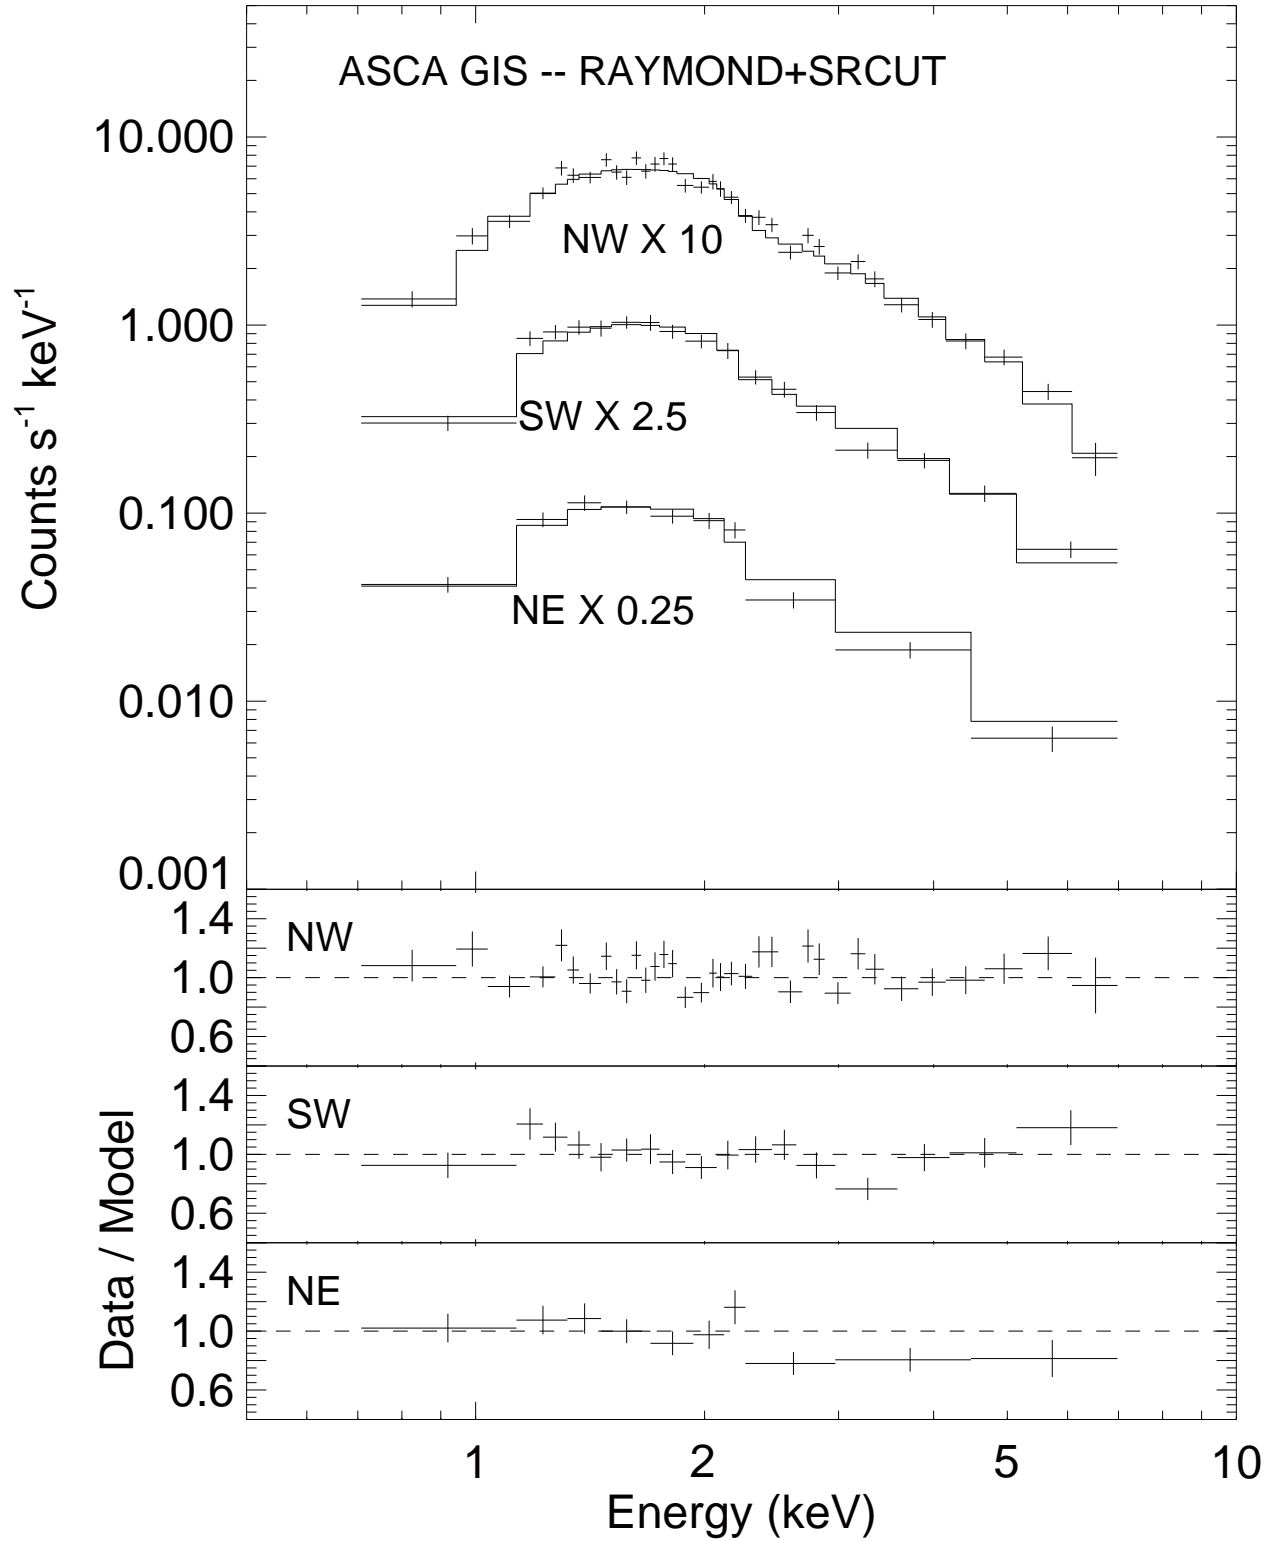 ASCA GIS -- RAYMOND+SRCUT
10.000
1.000
0.100
0.010
0.001
Counts s⁻¹ keV⁻¹
NW X 10
SW X 2.5
NE X 0.25
NW
1.4
1.0
0.6
SW
1.4
1.0
0.6
NE
1.4
1.0
0.6
Data / Model
1 2 5 10
Energy (keV)